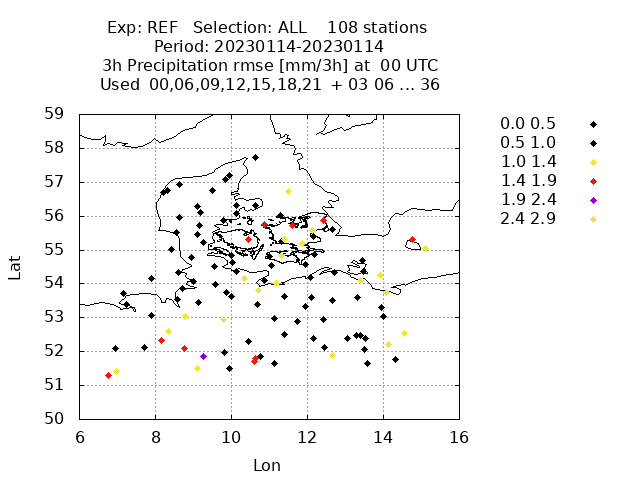 Exp: REF Selection: ALL 108 stations
Period: 20230114-20230114
3h Precipitation rmse [mm/3h] at 00 UTC
Used 00,06,09,12,15,18,21 + 03 06 ... 36
59
58
57
56
55
54
53
52
51
50
6 8 10 12 14 16
Lat
Lon
0.0 0.5
0.5 1.0
1.0 1.4
1.4 1.9
1.9 2.4
2.4 2.9